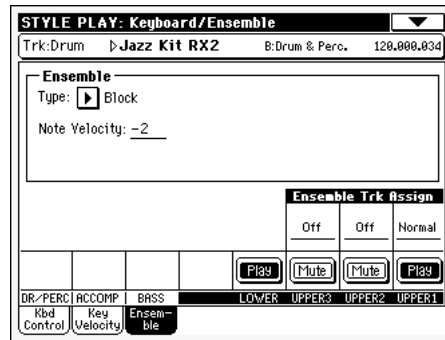 STYLE PLAY: Keyboard/Ensemble
Trk:Drum Jazz Kit RX2 B:Drum & Perc. 120.000.034
Ensemble
Type: Block
Note Velocity: -2
Ensemble Trk Assign
Off Off Normal
Play Mute Mute Play
DR/PERC ACCOMP BASS LOWER UPPER3 UPPER2 UPPER1
Kbd Control Key Velocity Ensem-ble